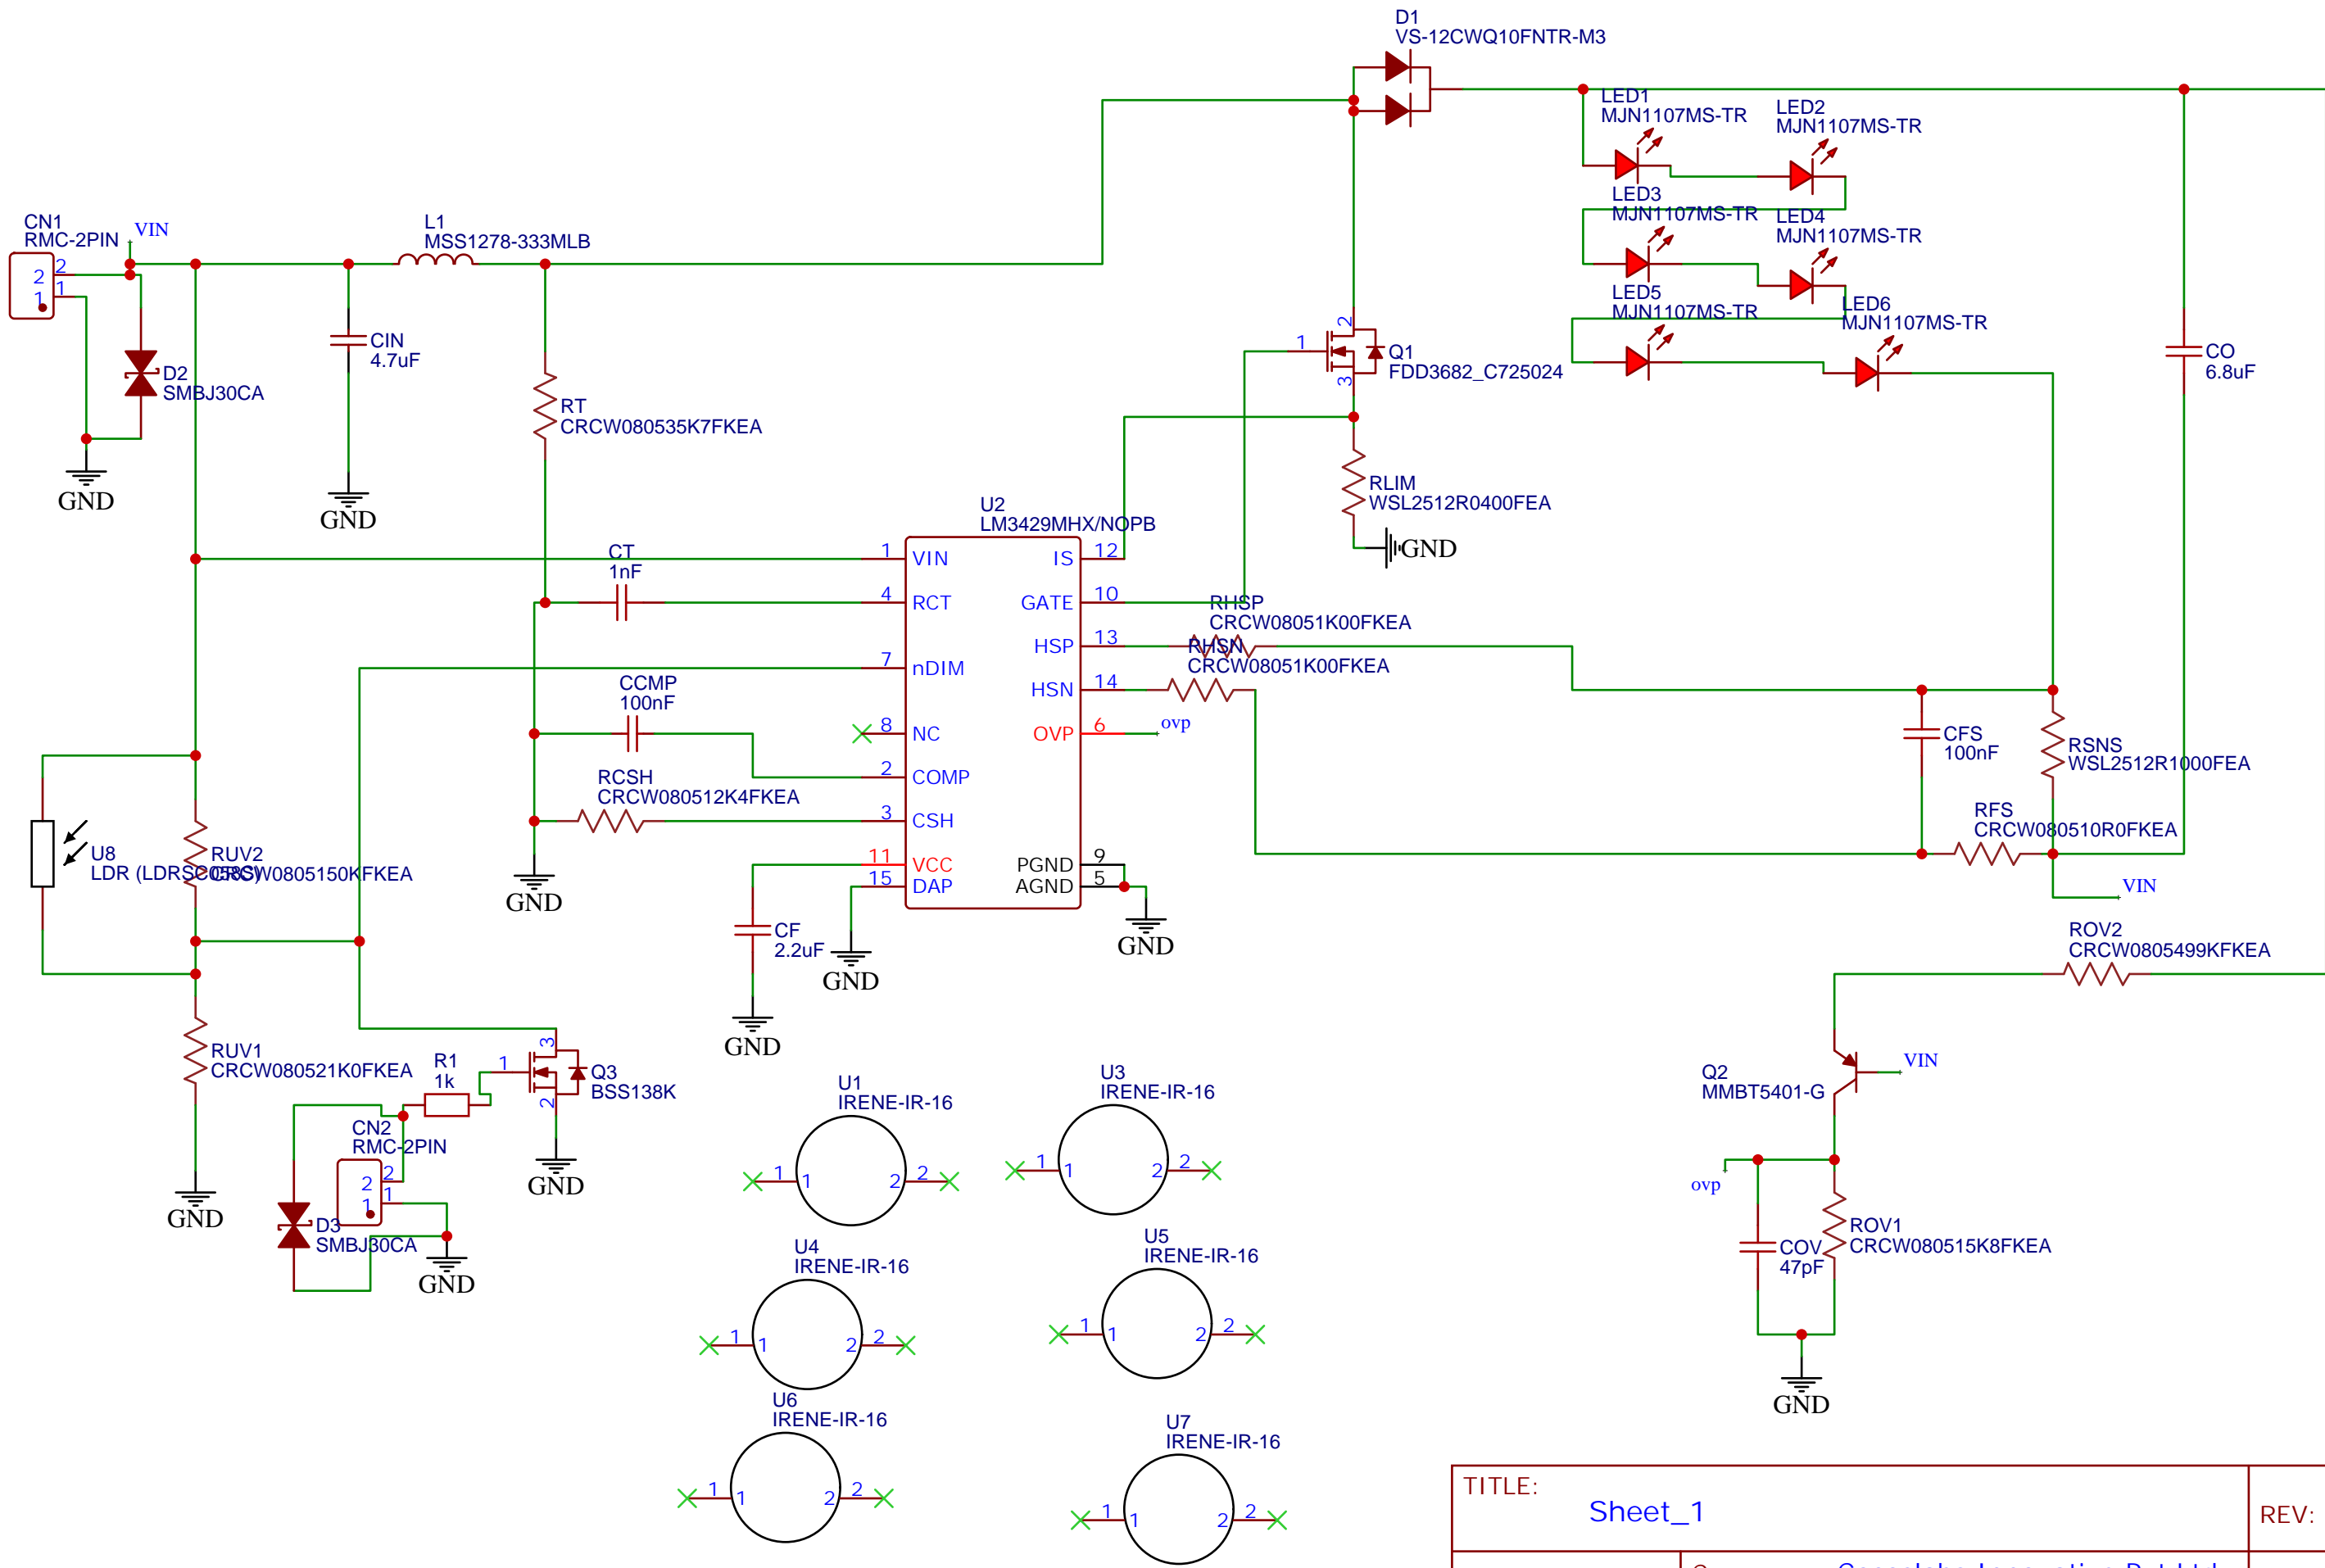 D1
VS-12CWQ10FNTR-M3
LED1
MJN1107MS-TR
LED2
MJN1107MS-TR
LED3
MJN1107MS-TR
LED4
MJN1107MS-TR
LED5
MJN1107MS-TR
LED6
MJN1107MS-TR
CN1
RMC-2PIN
VIN
2
2
1
1
L1
MSS1278-333MLB
D2
SMBJ30CA
GND
CIN
4.7uF
GND
RT
CRCW080535K7FKEA
2
1
3
Q1
FDD3682_C725024
CO
6.8uF
RLIM
WSL2512R0400FEA
GND
U2
LM3429MHX/NOPB
1 VIN
IS 12
CT
1nF
4 RCT
GATE 10
RHSP
CRCW08051K00FKEA
7 nDIM
HSP 13
RHSN
CRCW08051K00FKEA
HSN 14
CCMP
100nF
8 NC
OVP 6
ovp
2 COMP
RCSH
CRCW080512K4FKEA
3 CSH
11 VCC
PGND 9
15 DAP
AGND 5
GND
GND
GND
CF
2.2uF
GND
CFS
100nF
RSNS
WSL2512R1000FEA
RFS
CRCW080510R0FKEA
VIN
U8
LDR (LDRSC058S)
RUV2
CRCW0805150KFKEA
RUV1
CRCW080521K0FKEA
GND
R1
1k
1
3
2
Q3
BSS138K
GND
CN2
RMC-2PIN
2
2
1
1
D3
SMBJ30CA
GND
ROV2
CRCW0805499KFKEA
Q2
MMBT5401-G
VIN
ovp
COV
47pF
ROV1
CRCW080515K8FKEA
GND
U1
IRENE-IR-16
1 1 2 2
U3
IRENE-IR-16
1 1 2 2
U4
IRENE-IR-16
1 1 2 2
U5
IRENE-IR-16
1 1 2 2
U6
IRENE-IR-16
1 1 2 2
U7
IRENE-IR-16
1 1 2 2
TITLE:
Sheet_1
REV: